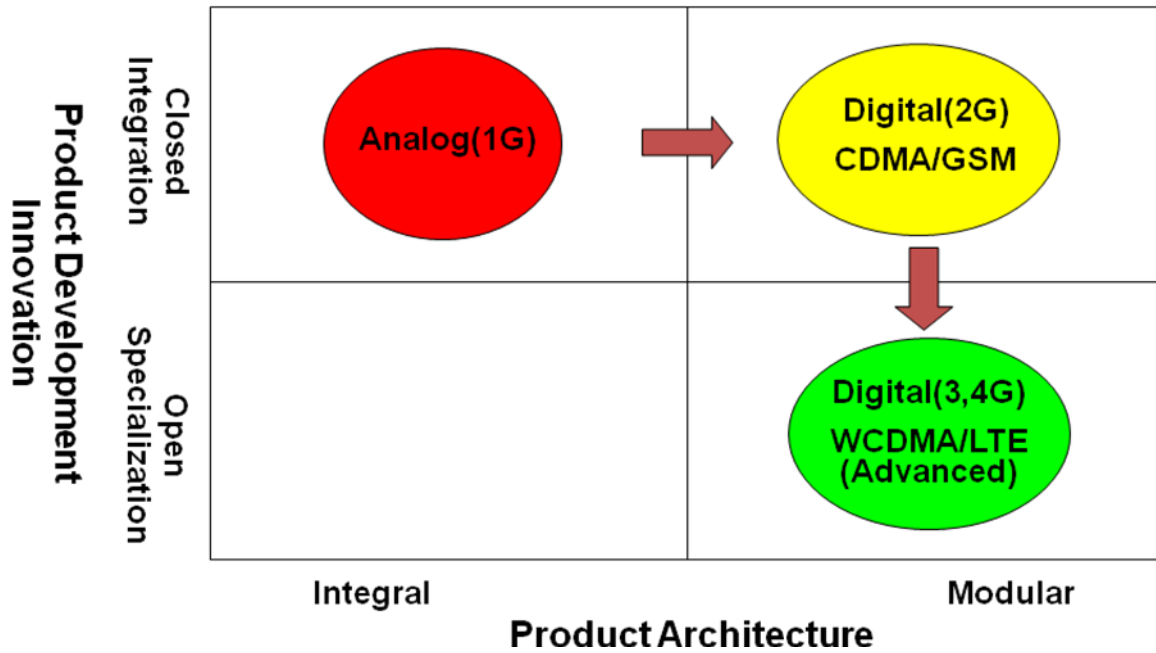 Product Development
Innovation
Closed
Integration
Open
Specialization
Analog(1G)
Digital(2G)
CDMA/GSM
Digital(3,4G)
WCDMA/LTE
(Advanced)
Integral
Modular
Product Architecture